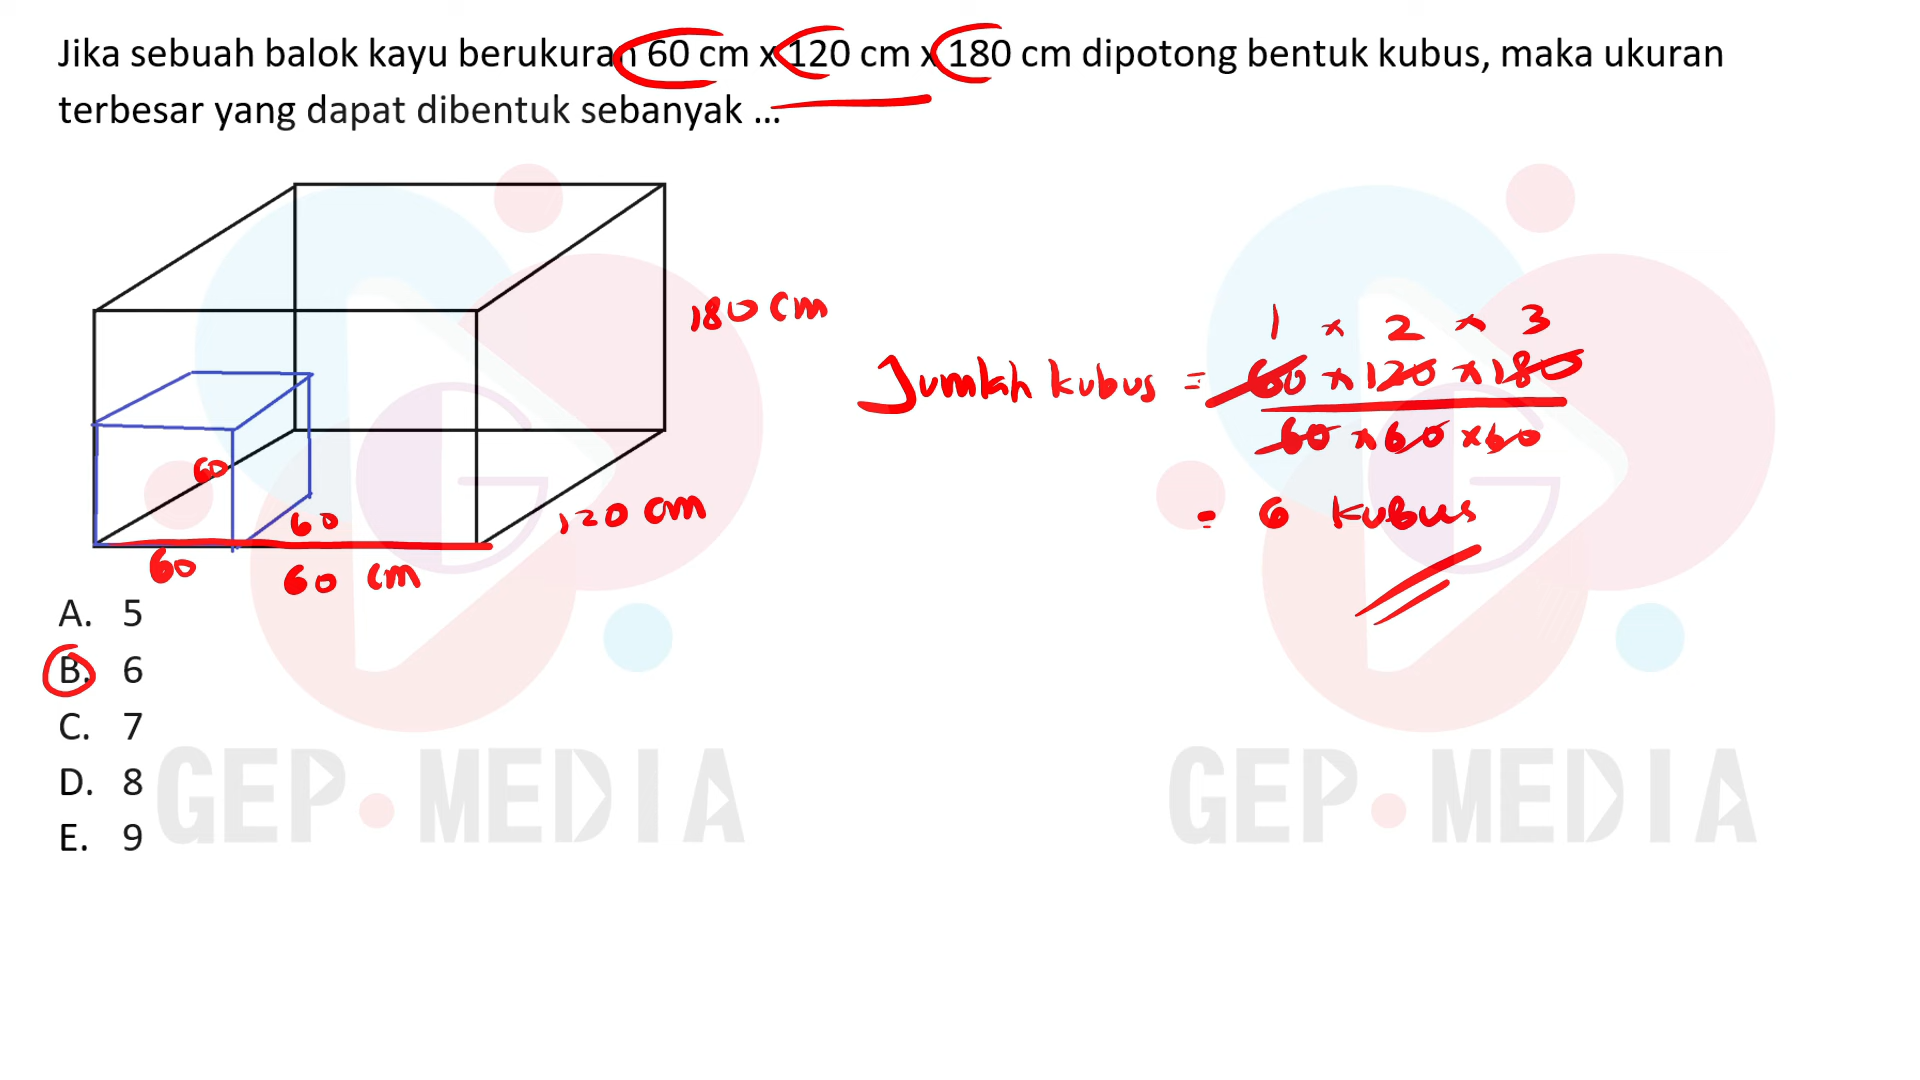 Jika sebuah balok kayu berukuran 60 cm x 120 cm x 180 cm dipotong bentuk kubus, maka ukuran
terbesar yang dapat dibentuk sebanyak ...
180 cm
120 cm
60
60
60
60 cm
1 × 2 × 3
Jumlah kubus = 60 × 120 × 180
60 × 60 × 60
= 6 kubus
A. 5
B. 6
C. 7
D. 8
E. 9
GEP•MEDIA
GEP•MEDIA